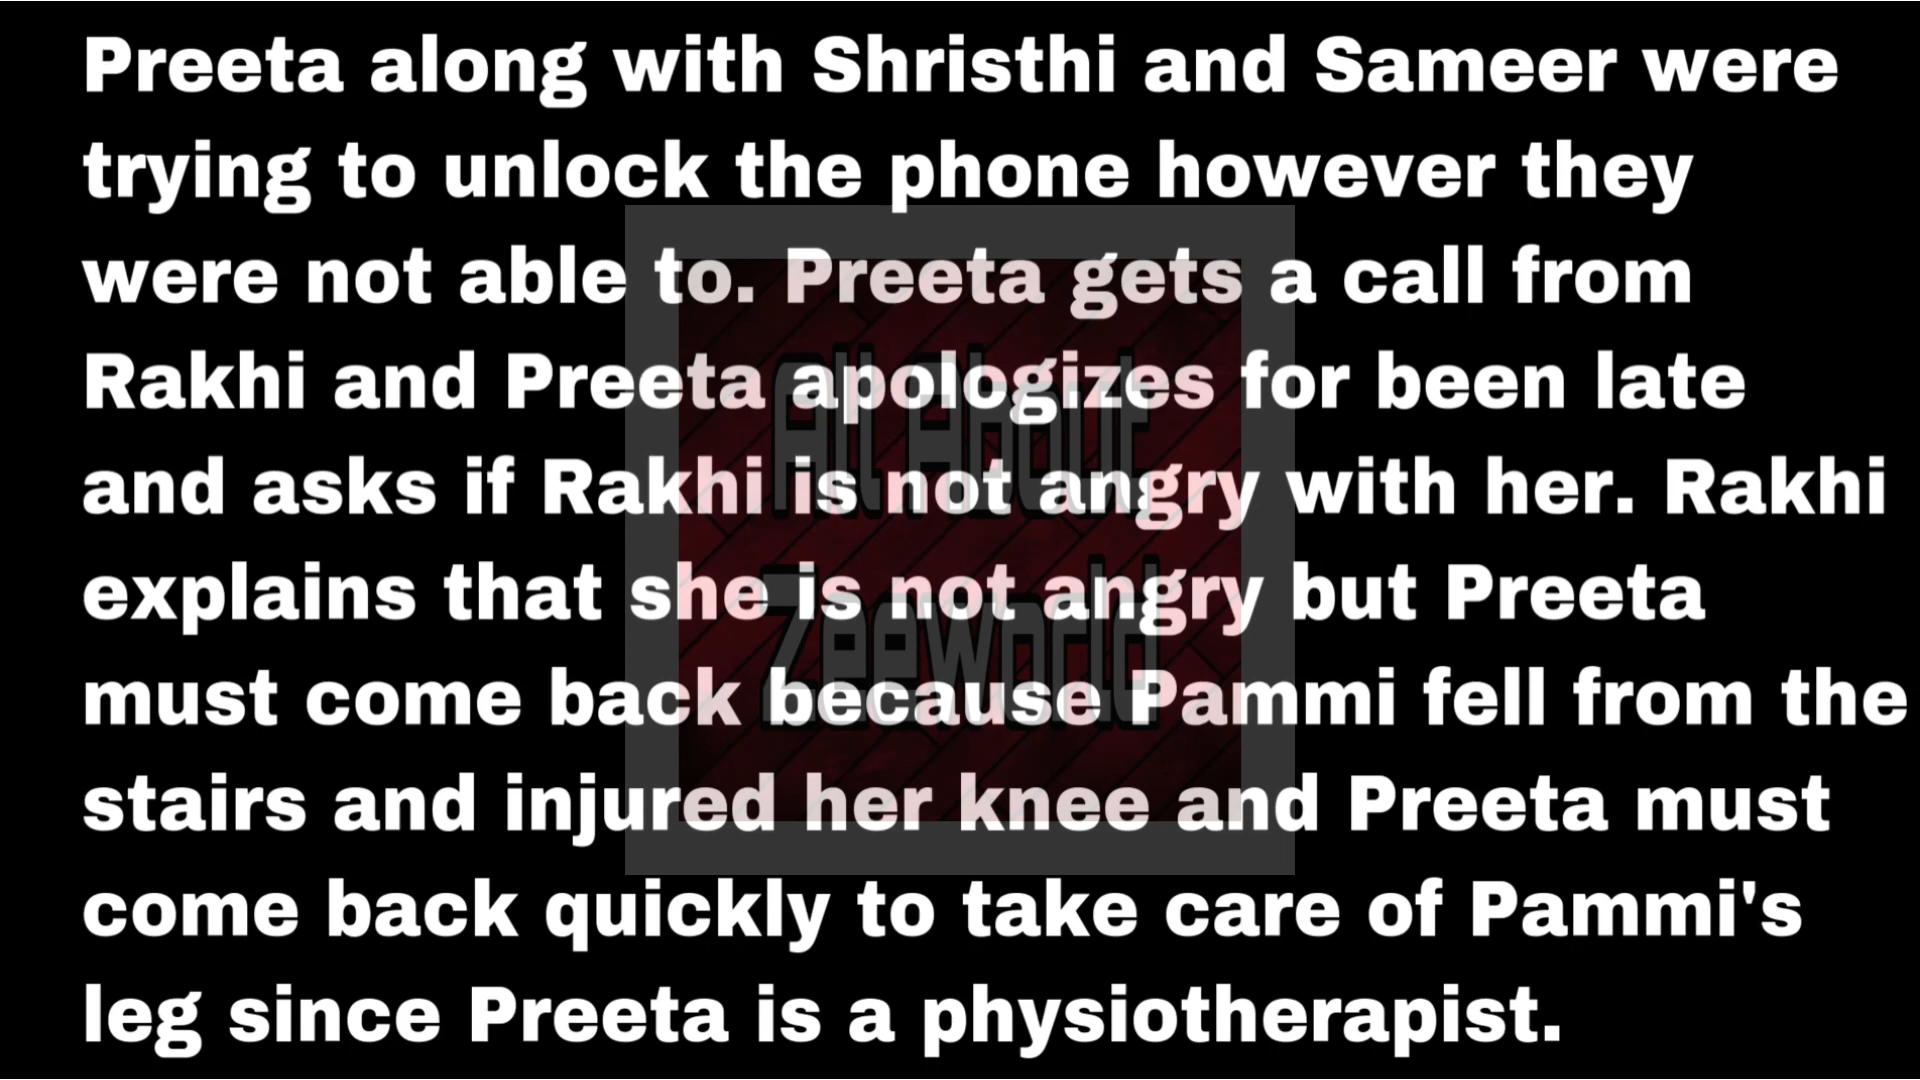 Preeta along with Shristhi and Sameer were
trying to unlock the phone however they
were not able to. Preeta gets a call from
Rakhi and Preeta apologizes for been late
and asks if Rakhi is not angry with her. Rakhi
explains that she is not angry but Preeta
must come back because Pammi fell from the
stairs and injured her knee and Preeta must
come back quickly to take care of Pammi's
leg since Preeta is a physiotherapist.
All About
Zeeworld